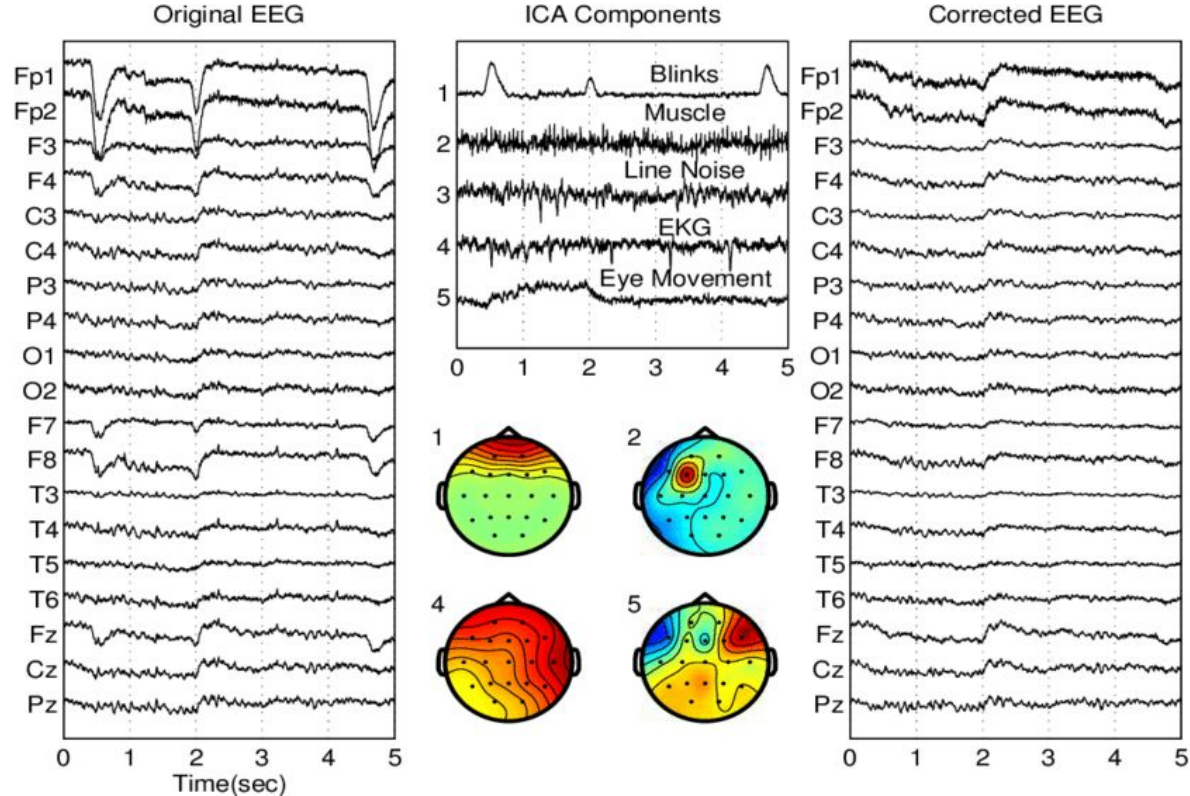 Original EEG
Fp1
Fp2
F3
F4
C3
C4
P3
P4
O1
O2
F7
F8
T3
T4
T5
T6
Fz
Cz
Pz
0 1 2 3 4 5
Time(sec)
ICA Components
1 Blinks
2 Muscle
3 Line Noise
4 EKG
5 Eye Movement
0 1 2 3 4 5
1 2
4 5
Corrected EEG
Fp1
Fp2
F3
F4
C3
C4
P3
P4
O1
O2
F7
F8
T3
T4
T5
T6
Fz
Cz
Pz
0 1 2 3 4 5